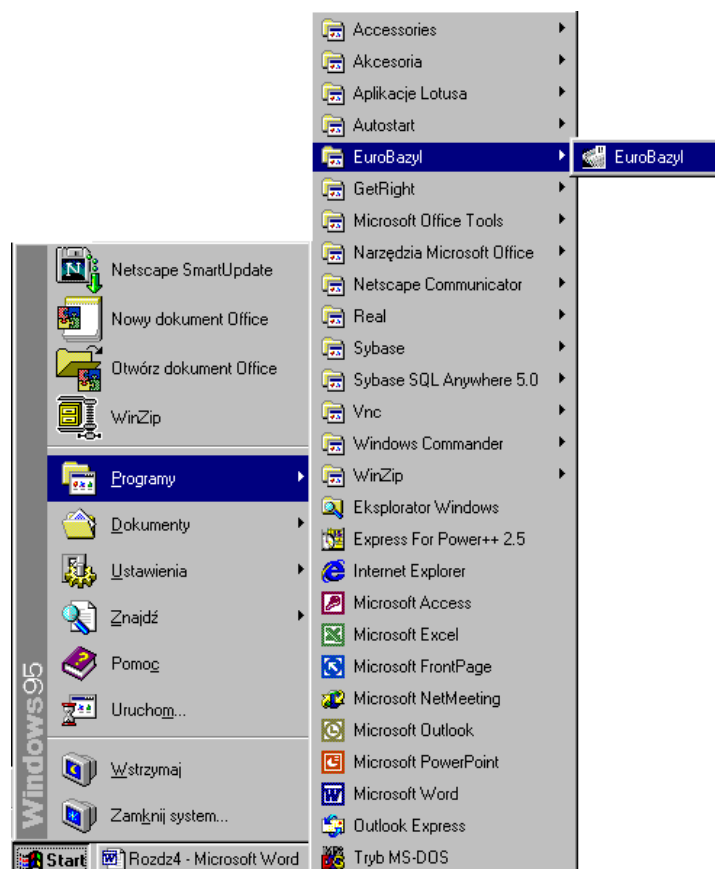 Accessories
Akcesoria
Aplikacje Lotusa
Autostart
EuroBazyl
EuroBazyl
GetRight
Microsoft Office Tools
Narzędzia Microsoft Office
Netscape Communicator
Real
Sybase
Sybase SQL Anywhere 5.0
Vnc
Windows Commander
WinZip
Eksplorator Windows
Express For Power++ 2.5
Internet Explorer
Microsoft Access
Microsoft Excel
Microsoft FrontPage
Microsoft NetMeeting
Microsoft Outlook
Microsoft PowerPoint
Microsoft Word
Outlook Express
Tryb MS-DOS
Netscape SmartUpdate
Nowy dokument Office
Otwórz dokument Office
WinZip
Programy
Dokumenty
Ustawienia
Znajdź
Pomoc
Uruchom...
Wstrzymaj
Zamknij system...
Windows95
Start
Rozdz4 - Microsoft Word